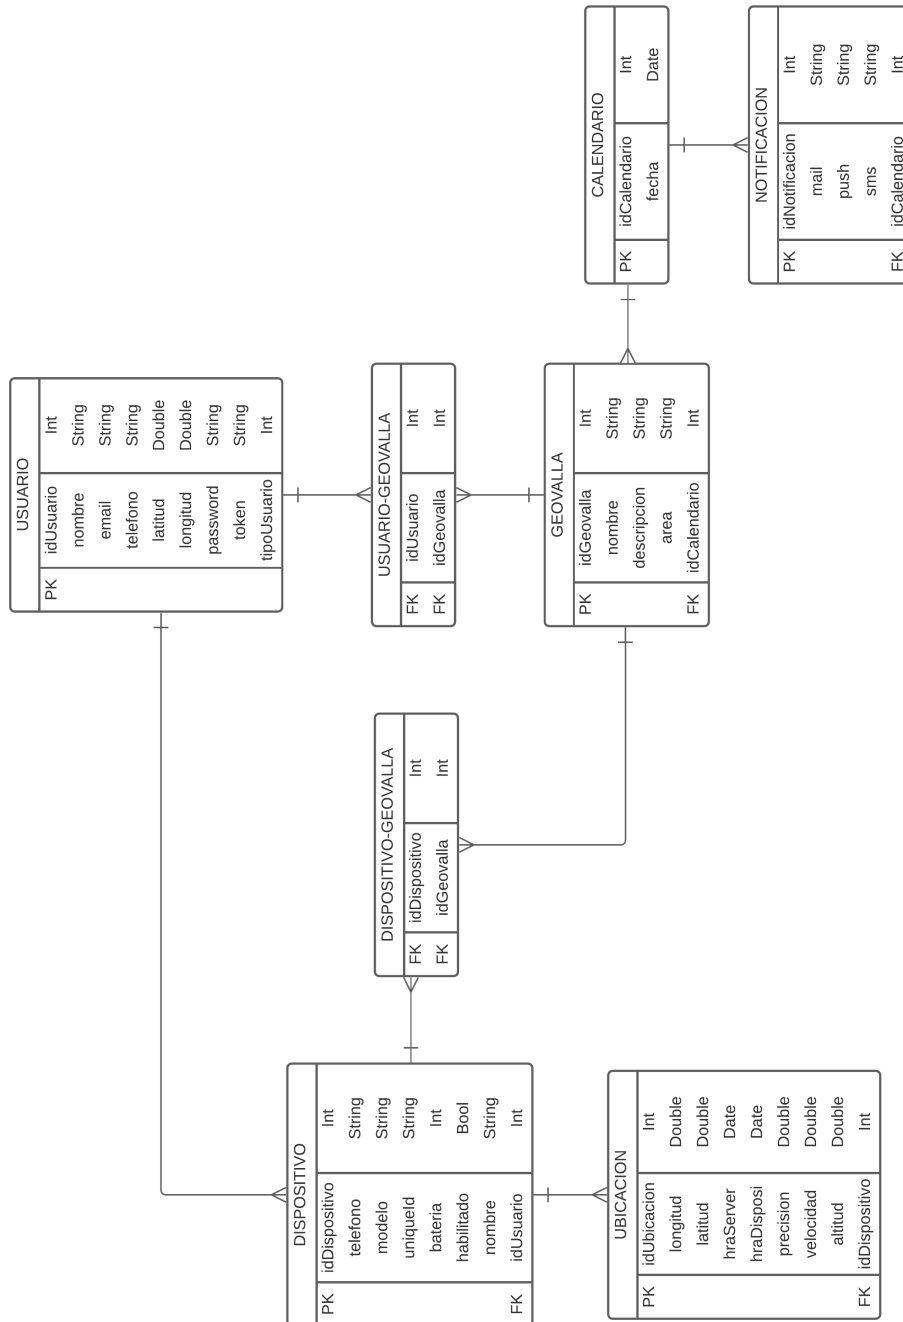 USUARIO
PK idUsuario Int
nombre String
email String
telefono String
latitud Double
longitud Double
password String
token String
tipoUsuario Int
USUARIO-GEOVALLA
FK idUsuario Int
FK idGeovalla Int
CALENDARIO
PK idCalendario Int
fecha Date
NOTIFICACION
PK idNotificacion Int
mail String
push String
sms String
FK idCalendario Int
GEOVALLA
PK idGeovalla Int
nombre String
descripcion String
area String
FK idCalendario Int
DISPOSITIVO-GEOVALLA
FK idDispositivo Int
FK idGeovalla Int
DISPOSITIVO
PK idDispositivo Int
telefono String
modelo String
uniqueId String
bateria Int
habilitado Bool
nombre String
FK idUsuario Int
UBICACION
PK idUbicacion Int
longitud Double
latitud Double
hraServer Date
hraDisposi Date
precision Double
velocidad Double
altitud Double
FK idDispositivo Int